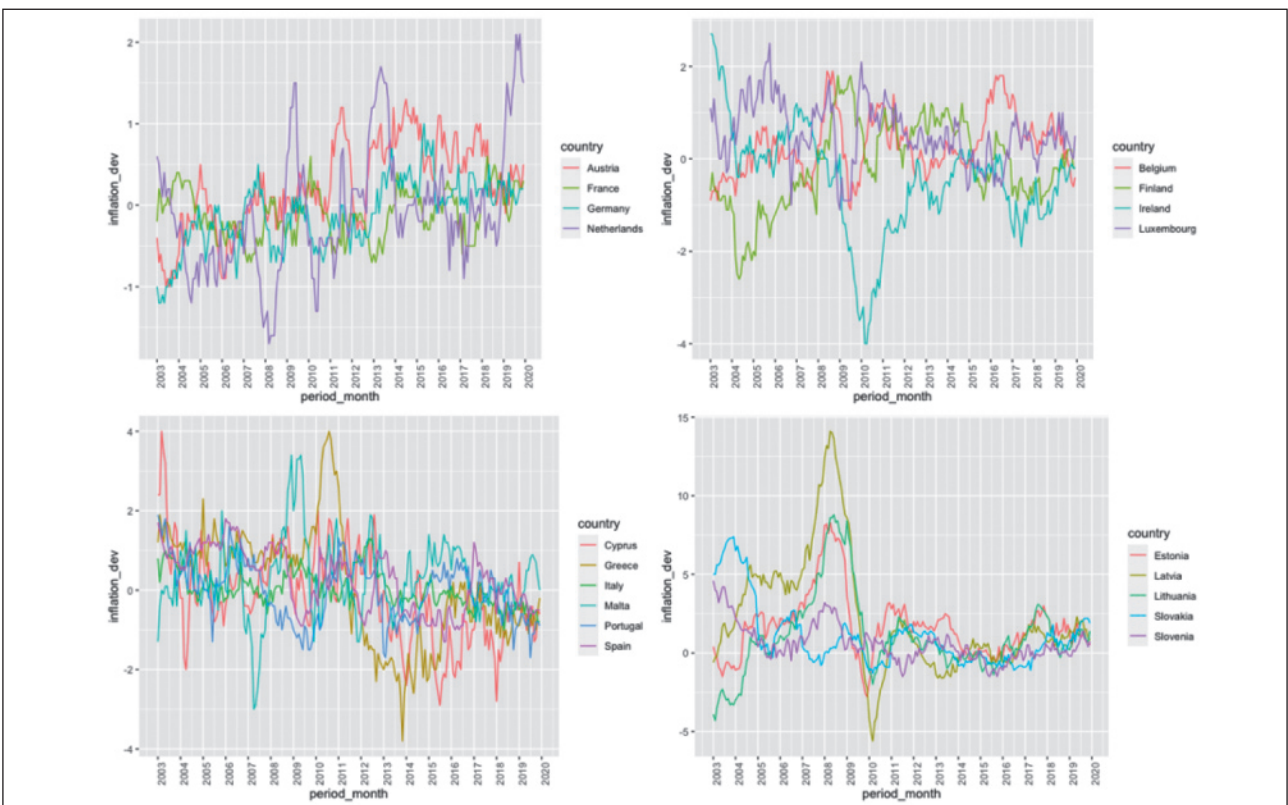 2
1
0
-1
inflation_dev
2003 2004 2005 2006 2007 2008 2009 2010 2011 2012 2013 2014 2015 2016 2017 2018 2019 2020
period_month
country
Austria
France
Germany
Netherlands
2
0
-2
-4
inflation_dev
2003 2004 2005 2006 2007 2008 2009 2010 2011 2012 2013 2014 2015 2016 2017 2018 2019 2020
period_month
country
Belgium
Finland
Ireland
Luxembourg
4
2
0
-2
-4
inflation_dev
2003 2004 2005 2006 2007 2008 2009 2010 2011 2012 2013 2014 2015 2016 2017 2018 2019 2020
period_month
country
Cyprus
Greece
Italy
Malta
Portugal
Spain
15
10
5
0
-5
inflation_dev
2003 2004 2005 2006 2007 2008 2009 2010 2011 2012 2013 2014 2015 2016 2017 2018 2019 2020
period_month
country
Estonia
Latvia
Lithuania
Slovakia
Slovenia